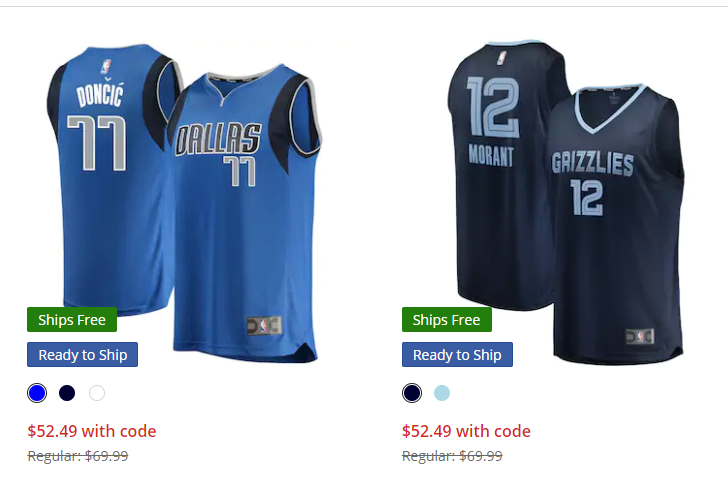 DONČIĆ
77
DALLAS
77
Ships Free
Ready to Ship
$52.49 with code
Regular: $69.99
12
MORANT
GRIZZLIES
12
Ships Free
Ready to Ship
$52.49 with code
Regular: $69.99